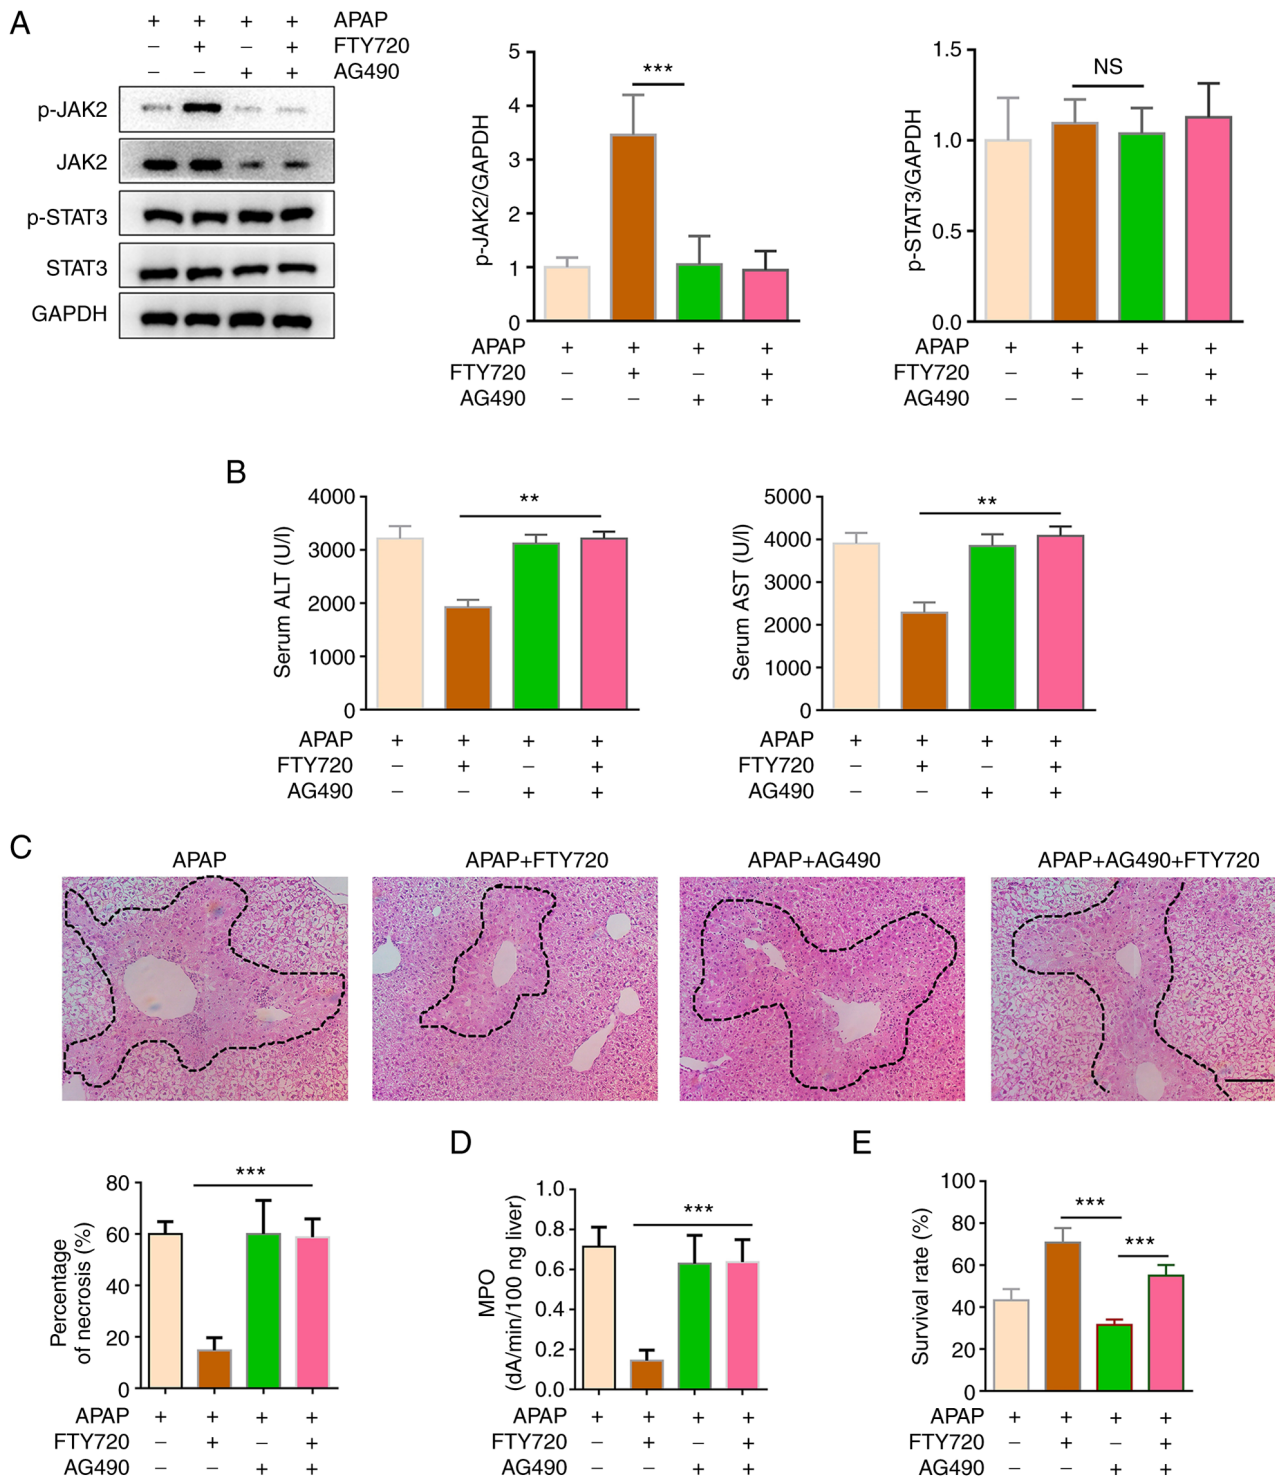 A
+ + + + APAP
− + − + FTY720
− − + + AG490
p-JAK2
JAK2
p-STAT3
STAT3
GAPDH
p-JAK2/GAPDH
5
4
3
2
1
0
***
APAP + + + +
FTY720 − + − +
AG490 − − + +
p-STAT3/GAPDH
1.5
1.0
0.5
0.0
NS
APAP + + + +
FTY720 − + − +
AG490 − − + +
B
Serum ALT (U/l)
4000
3000
2000
1000
0
**
APAP + + + +
FTY720 − + − +
AG490 − − + +
Serum AST (U/l)
5000
4000
3000
2000
1000
0
**
APAP + + + +
FTY720 − + − +
AG490 − − + +
C
APAP
APAP+FTY720
APAP+AG490
APAP+AG490+FTY720
Percentage
of necrosis (%)
80
60
40
20
0
***
APAP + + + +
FTY720 − + − +
AG490 − − + +
D
MPO
(dA/min/100 ng liver)
1.0
0.8
0.6
0.4
0.2
0.0
***
APAP + + + +
FTY720 − + − +
AG490 − − + +
E
Survival rate (%)
100
80
60
40
20
0
***
***
APAP + + + +
FTY720 − + − +
AG490 − − + +